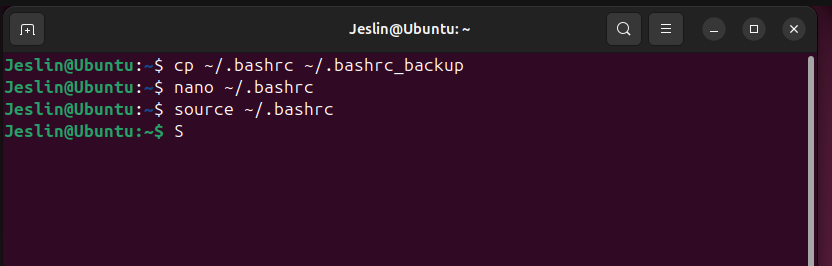 Jeslin@Ubuntu: ~
Jeslin@Ubuntu:~$ cp ~/.bashrc ~/.bashrc_backup
Jeslin@Ubuntu:~$ nano ~/.bashrc
Jeslin@Ubuntu:~$ source ~/.bashrc
Jeslin@Ubuntu:~$ S